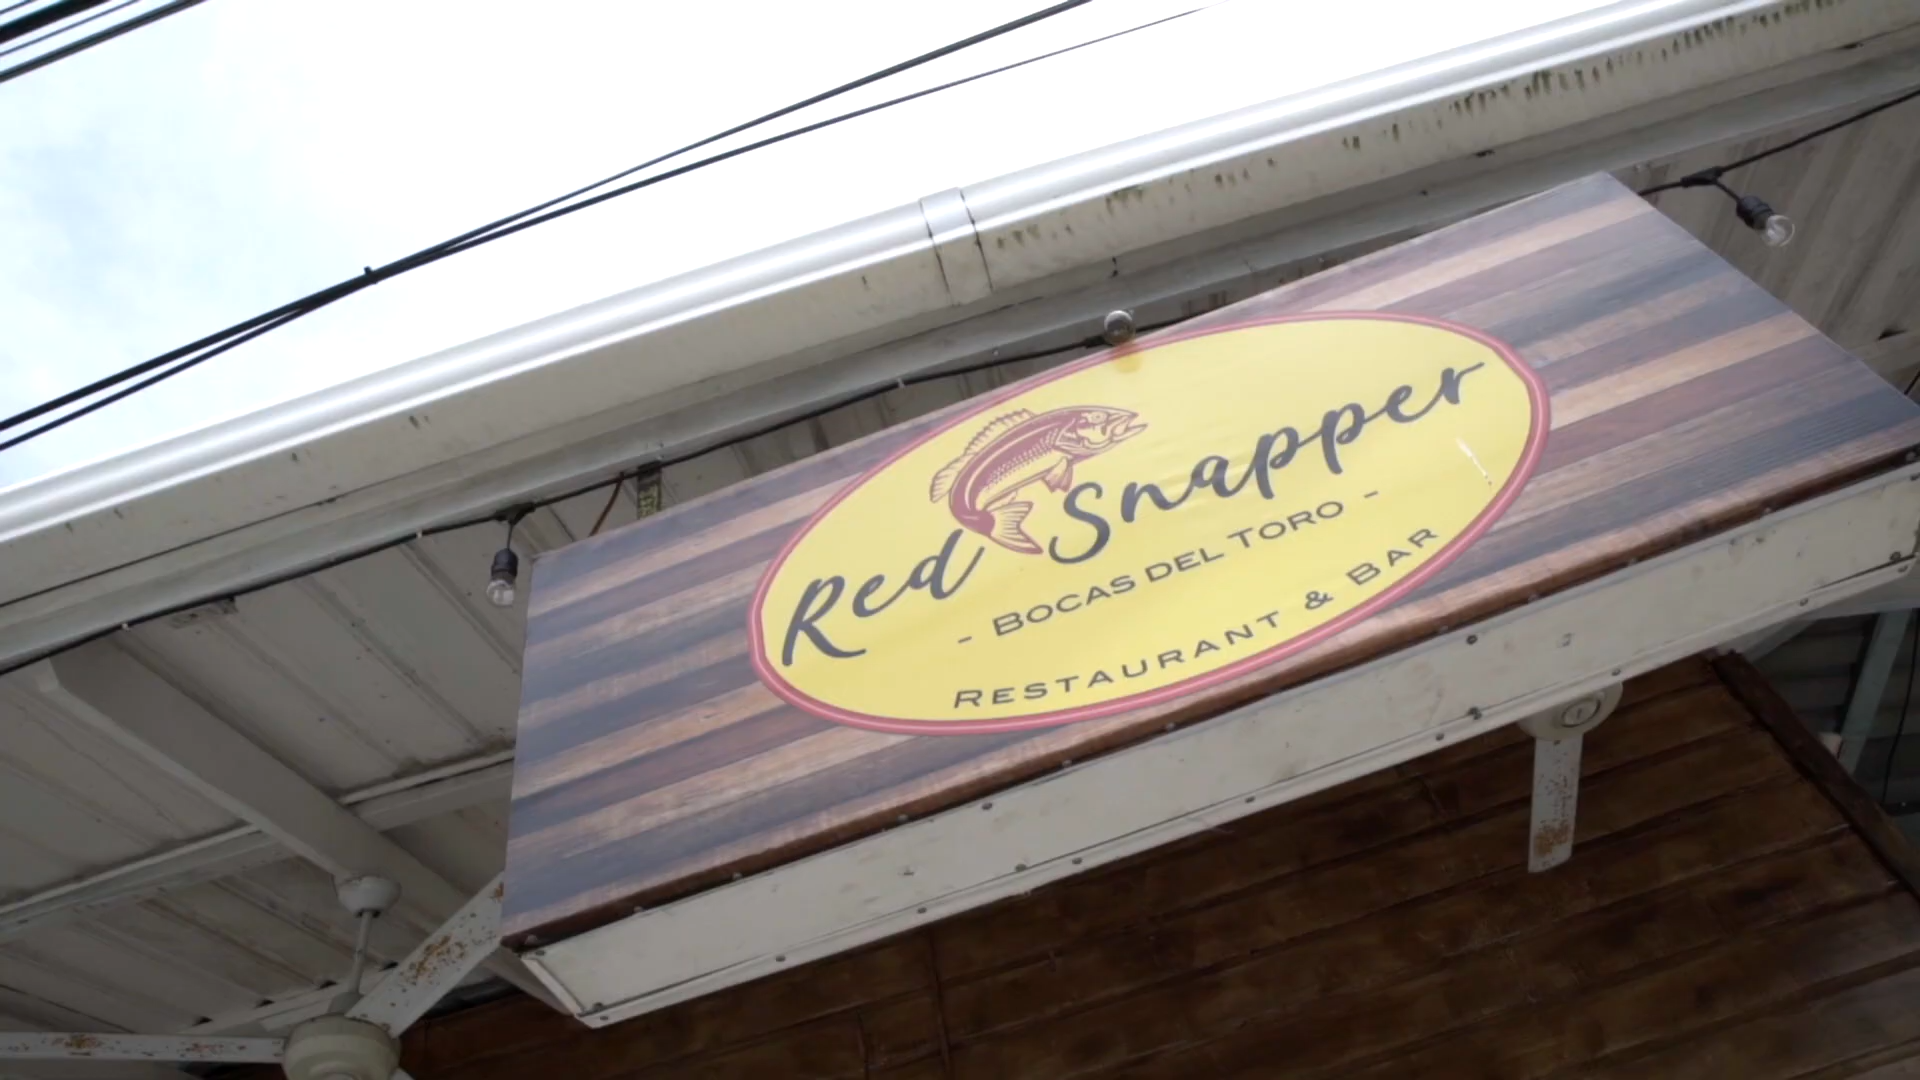 Red Snapper
- BOCAS DEL TORO -
RESTAURANT & BAR